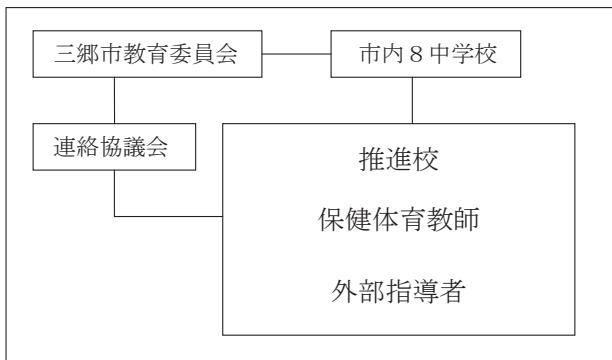 三郷市教育委員会
市内８中学校
連絡協議会
推進校
保健体育教師
外部指導者